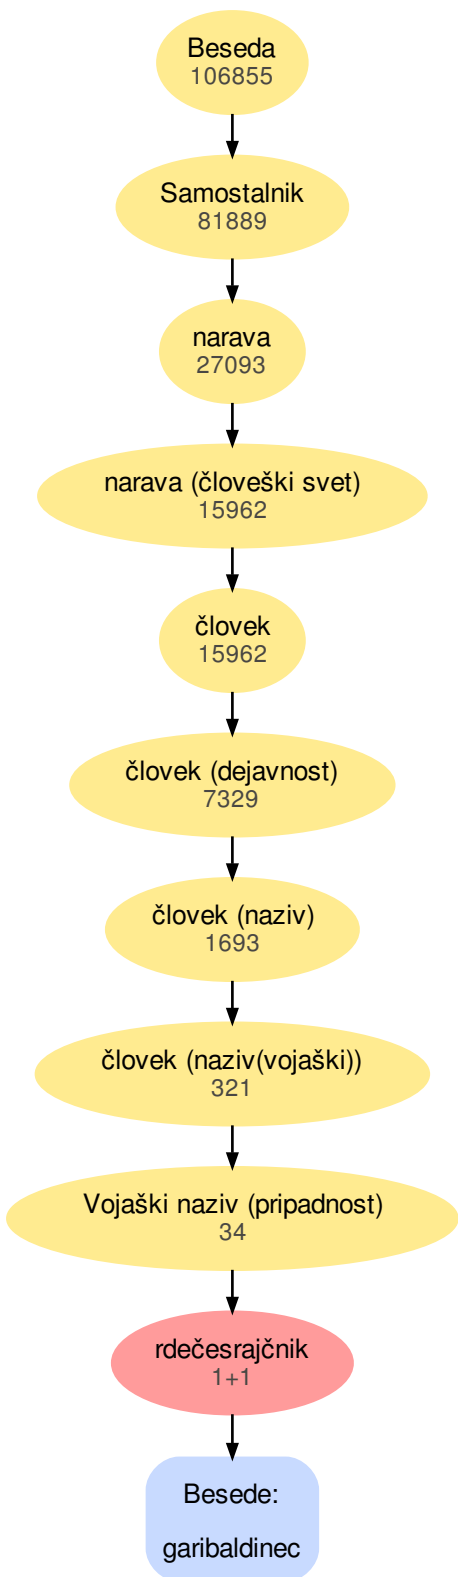 Beseda
106855
Samostalnik
81889
narava
27093
narava (človeški svet)
15962
človek
15962
človek (dejavnost)
7329
človek (naziv)
1693
človek (naziv(vojaški))
321
Vojaški naziv (pripadnost)
34
rdečesrajčnik
1+1
Besede:
garibaldinec